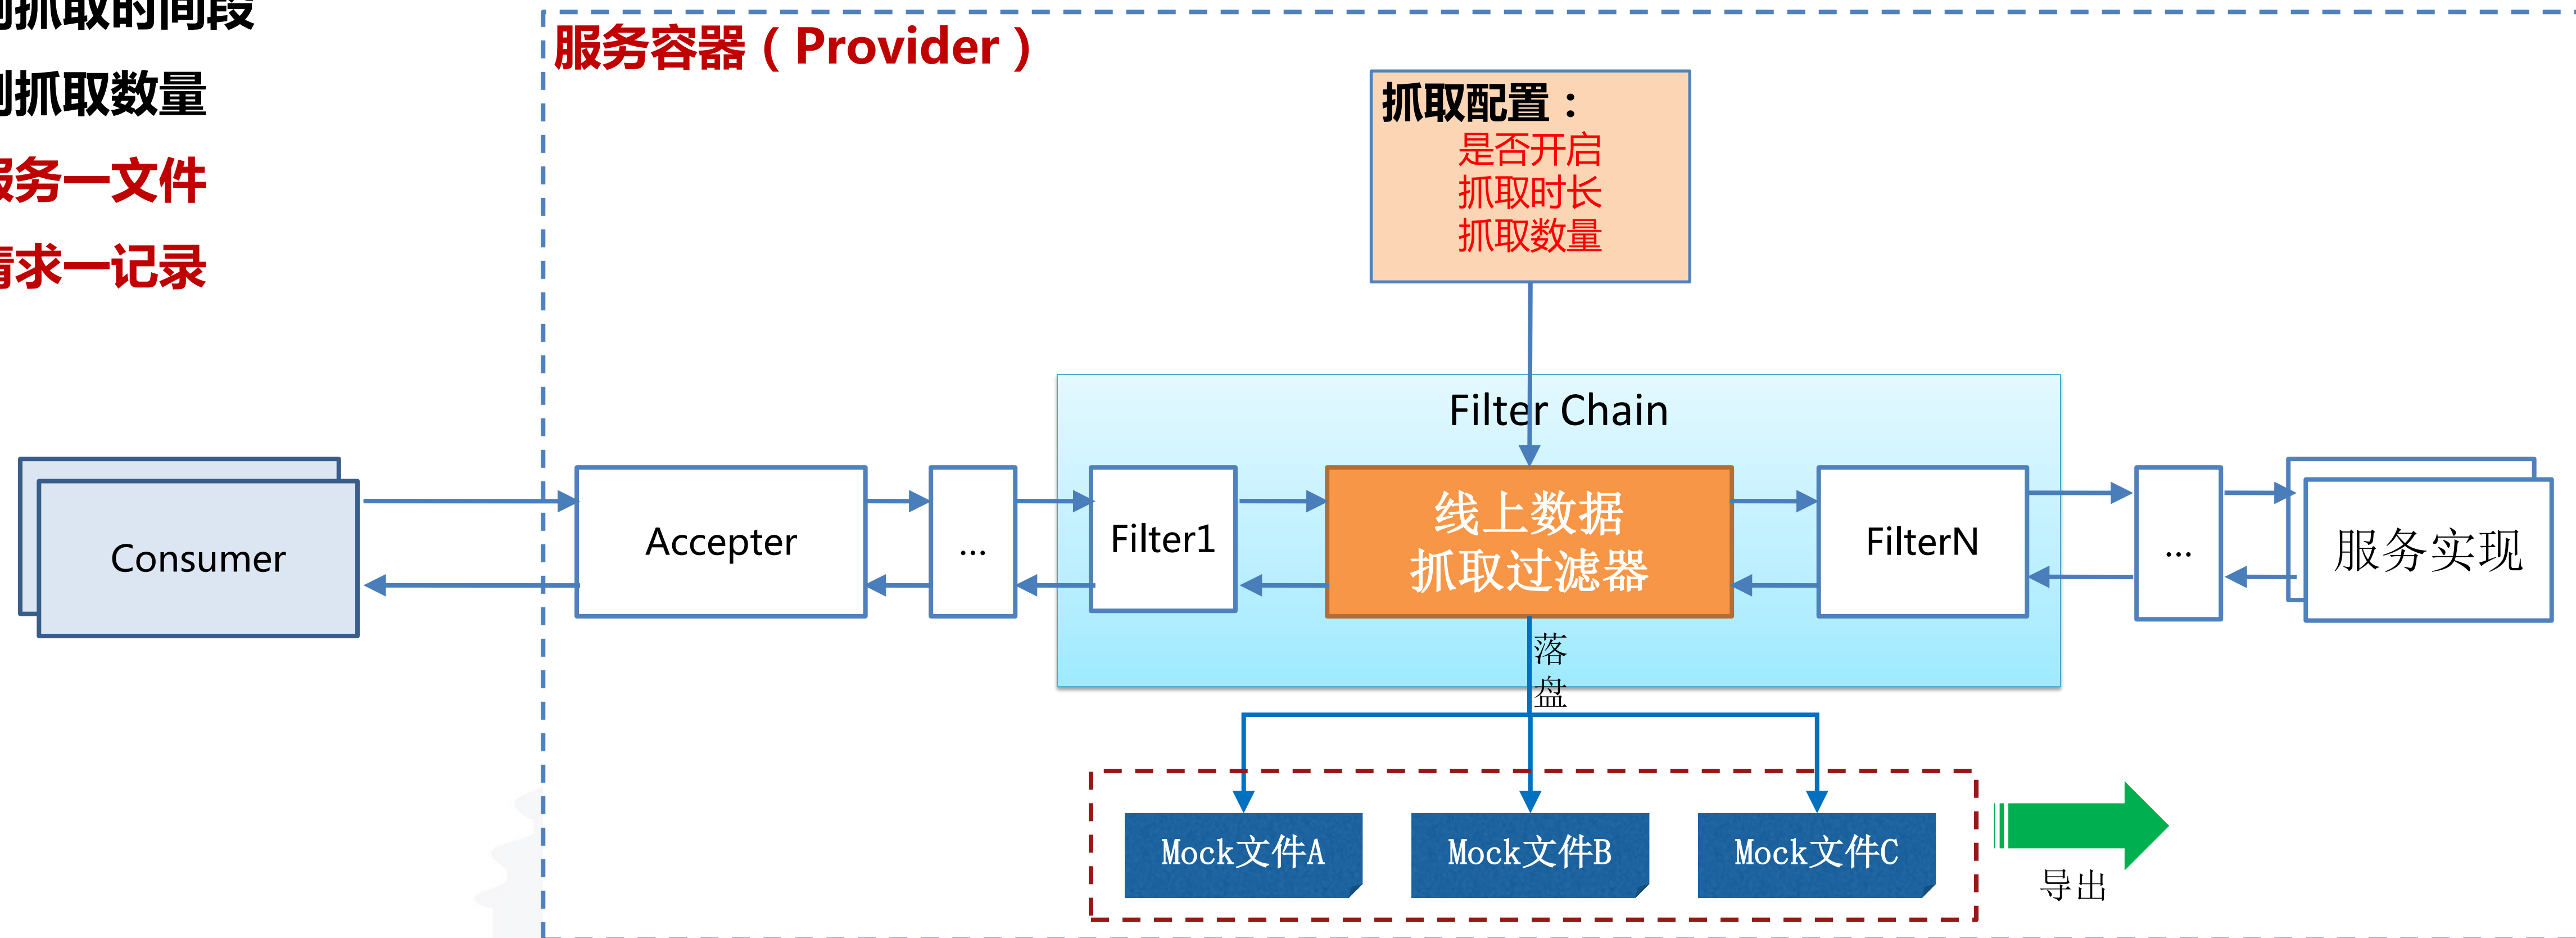 抓取时间段
服务容器（Provider）
抓取配置：
是否开启
抓取时长
抓取数量
制抓取数量
服务一文件
请求一记录
Filter Chain
Consumer
Accepter
...
Filter1
线上数据
抓取过滤器
FilterN
...
服务实现
落
盘
Mock文件A
Mock文件B
Mock文件C
导出